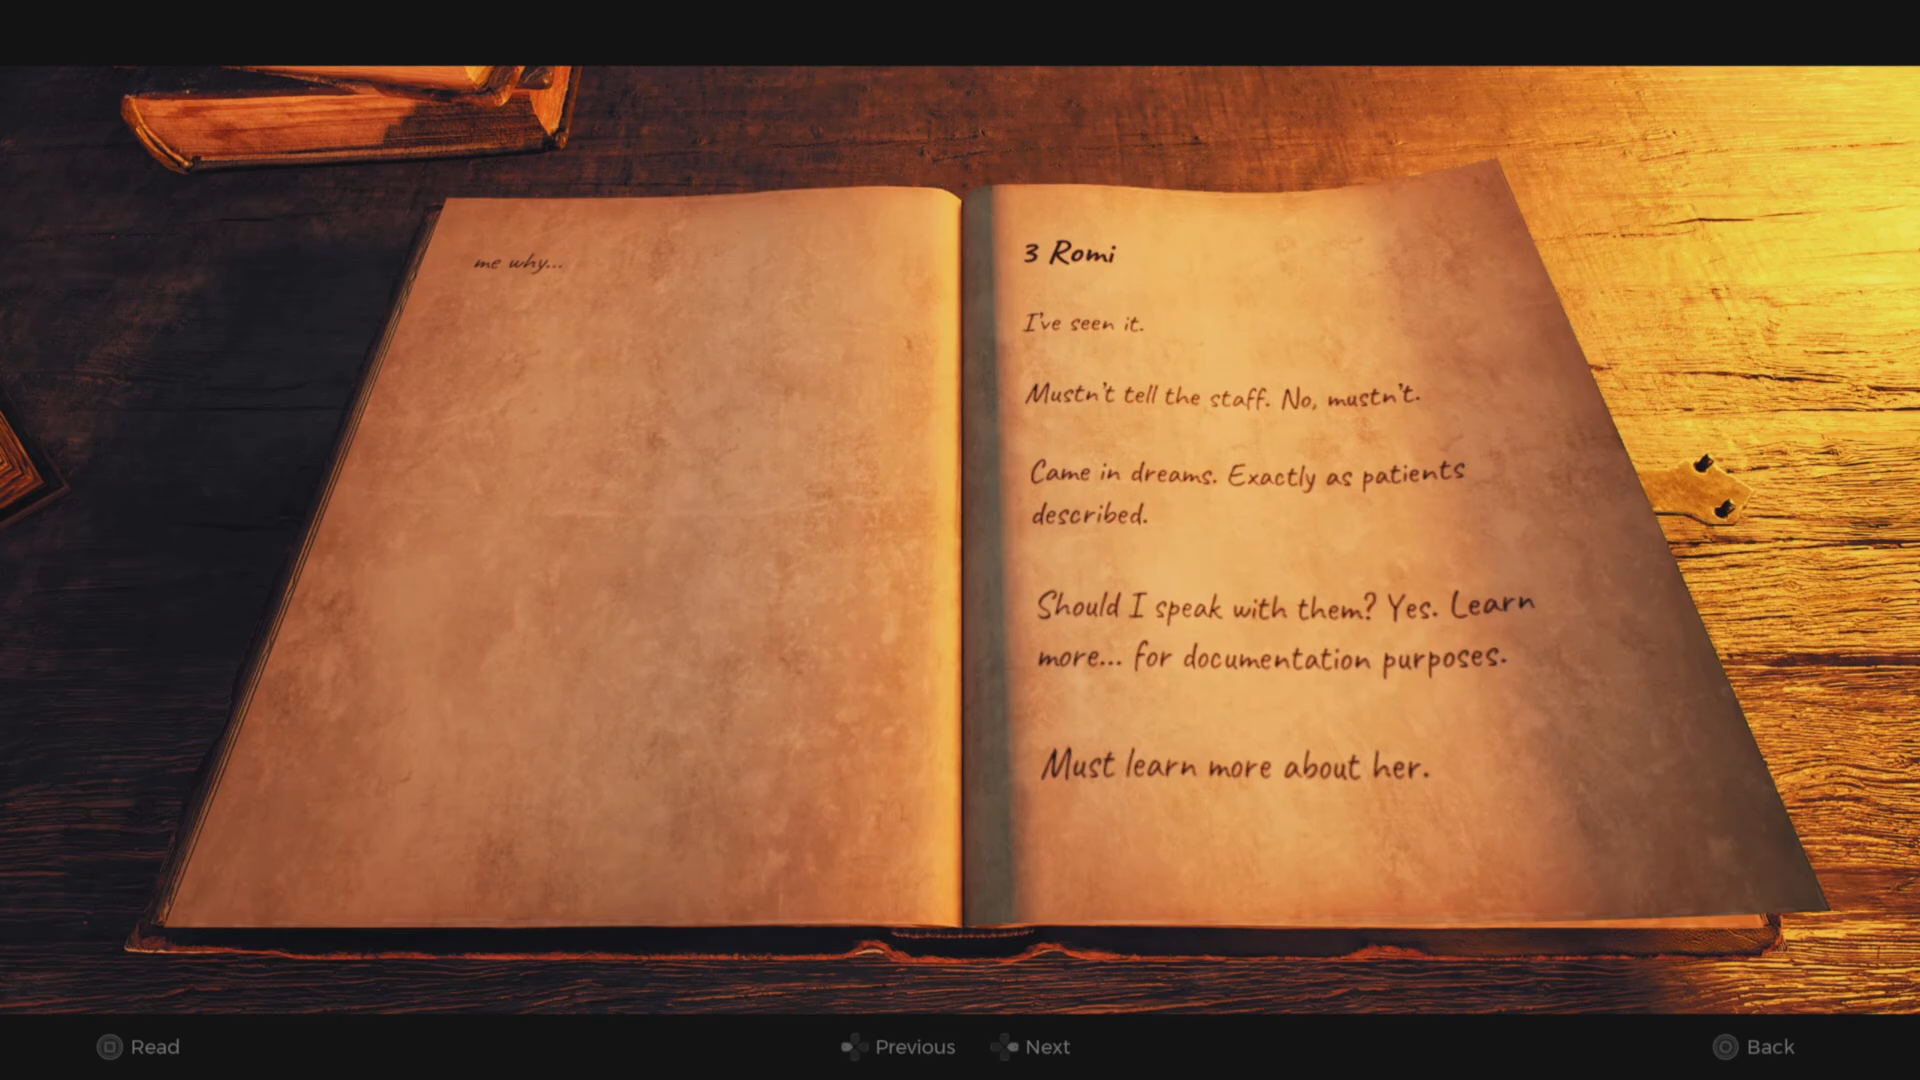 me why...
3 Romi
I've seen it.
Mustn't tell the staff. No, mustn't.
Came in dreams. Exactly as patients
described.
Should I speak with them? Yes. Learn
more... for documentation purposes.
Must learn more about her.
Read
Previous
Next
Back